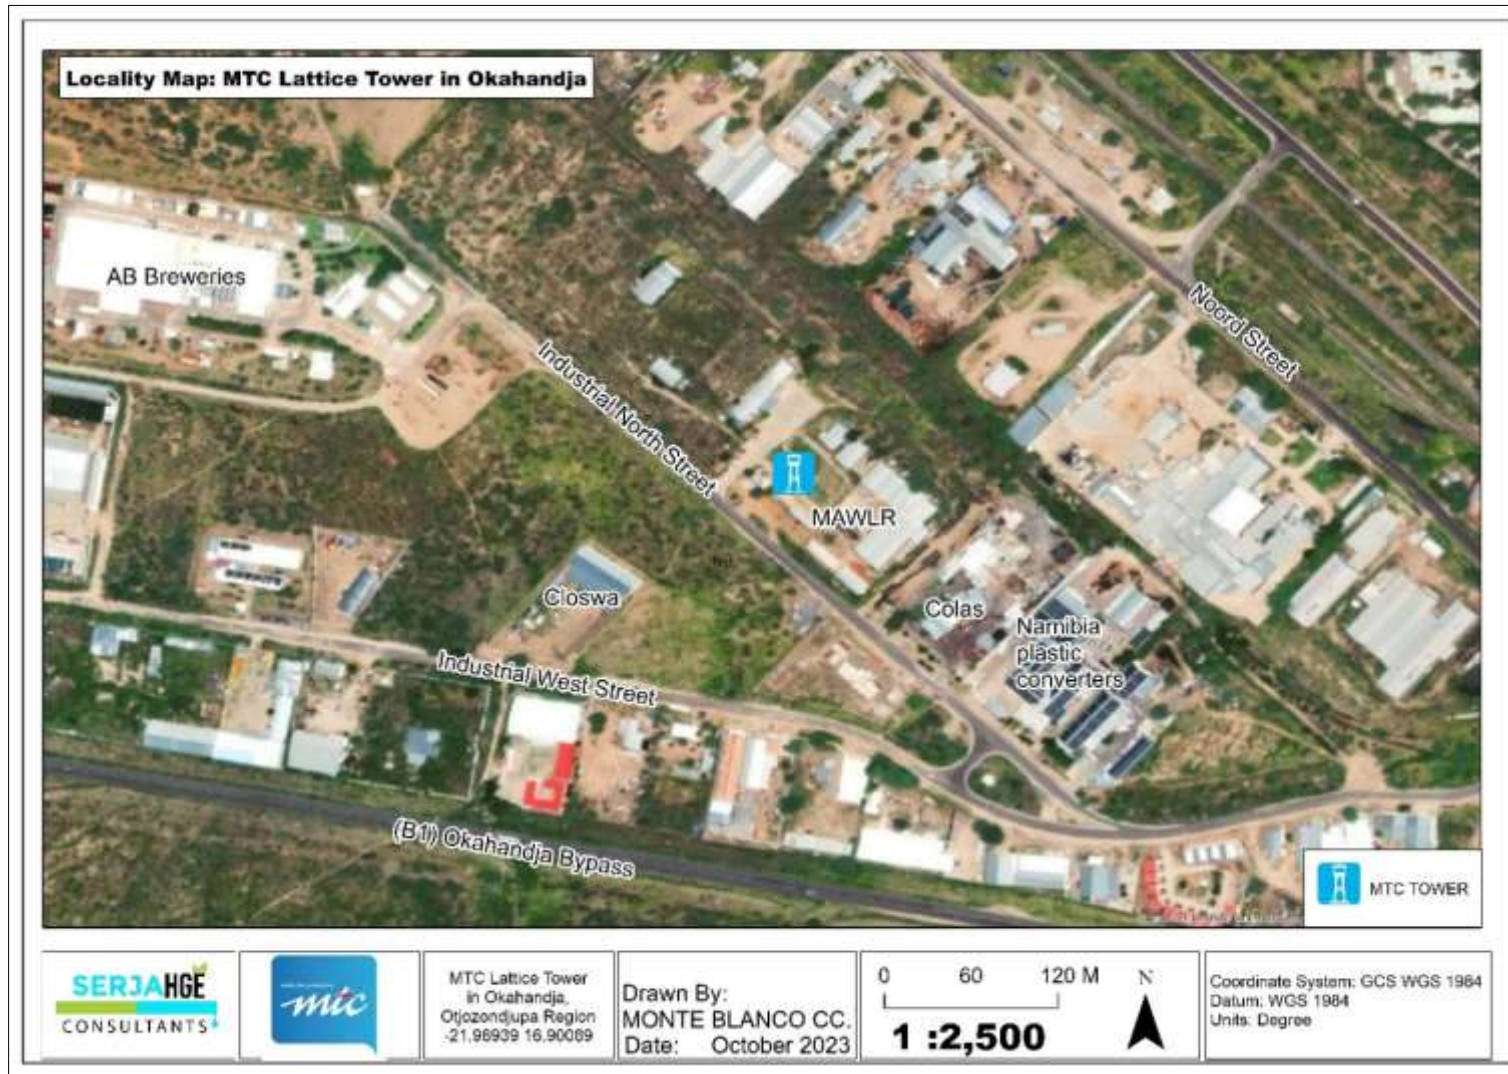 Locality Map: MTC Lattice Tower in Okahandja
AB Breweries
Noord Street
Industrial North Street
MAWLR
Closwa
Colas
Namibia
plastic
converters
Industrial West Street
(B1) Okahandja Bypass
MTC TOWER
SERJAHGE
CONSULTANTS
mtc
MTC Lattice Tower
in Okahandja,
Otjozondjupa Region
-21.96939 16.90089
Drawn By:
MONTE BLANCO CC.
Date: October 2023
0 60 120 M
1 :2,500
N
Coordinate System: GCS WGS 1984
Datum: WGS 1984
Units: Degree